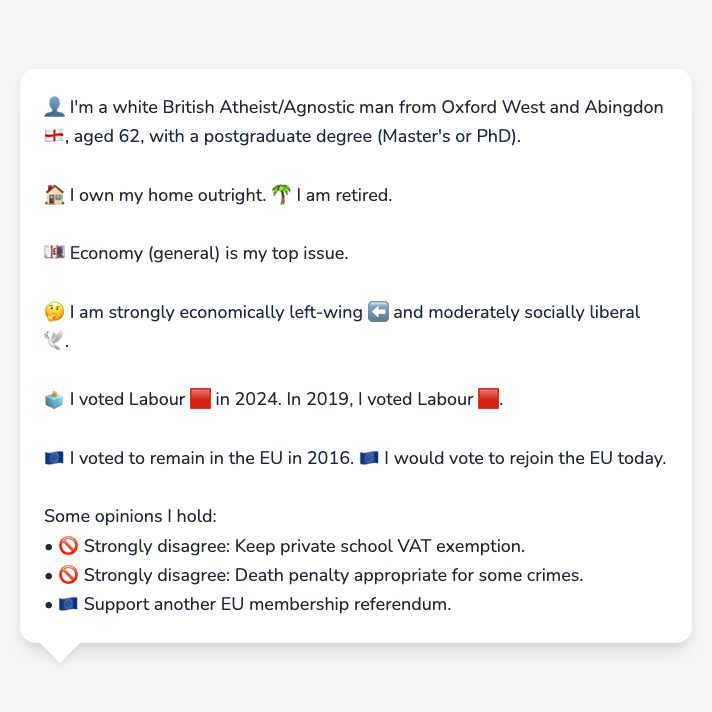 👤 I'm a white British Atheist/Agnostic man from Oxford West and Abingdon
🏴󠁧󠁢󠁥󠁮󠁧󠁿, aged 62, with a postgraduate degree (Master's or PhD).
🏠 I own my home outright. 🌴 I am retired.
💷 Economy (general) is my top issue.
🤔 I am strongly economically left-wing ⬅️ and moderately socially liberal
🕊️.
🗳️ I voted Labour 🟥 in 2024. In 2019, I voted Labour 🟥.
🇪🇺 I voted to remain in the EU in 2016. 🇪🇺 I would vote to rejoin the EU today.
Some opinions I hold:
• 🚫 Strongly disagree: Keep private school VAT exemption.
• 🚫 Strongly disagree: Death penalty appropriate for some crimes.
• 🇪🇺 Support another EU membership referendum.